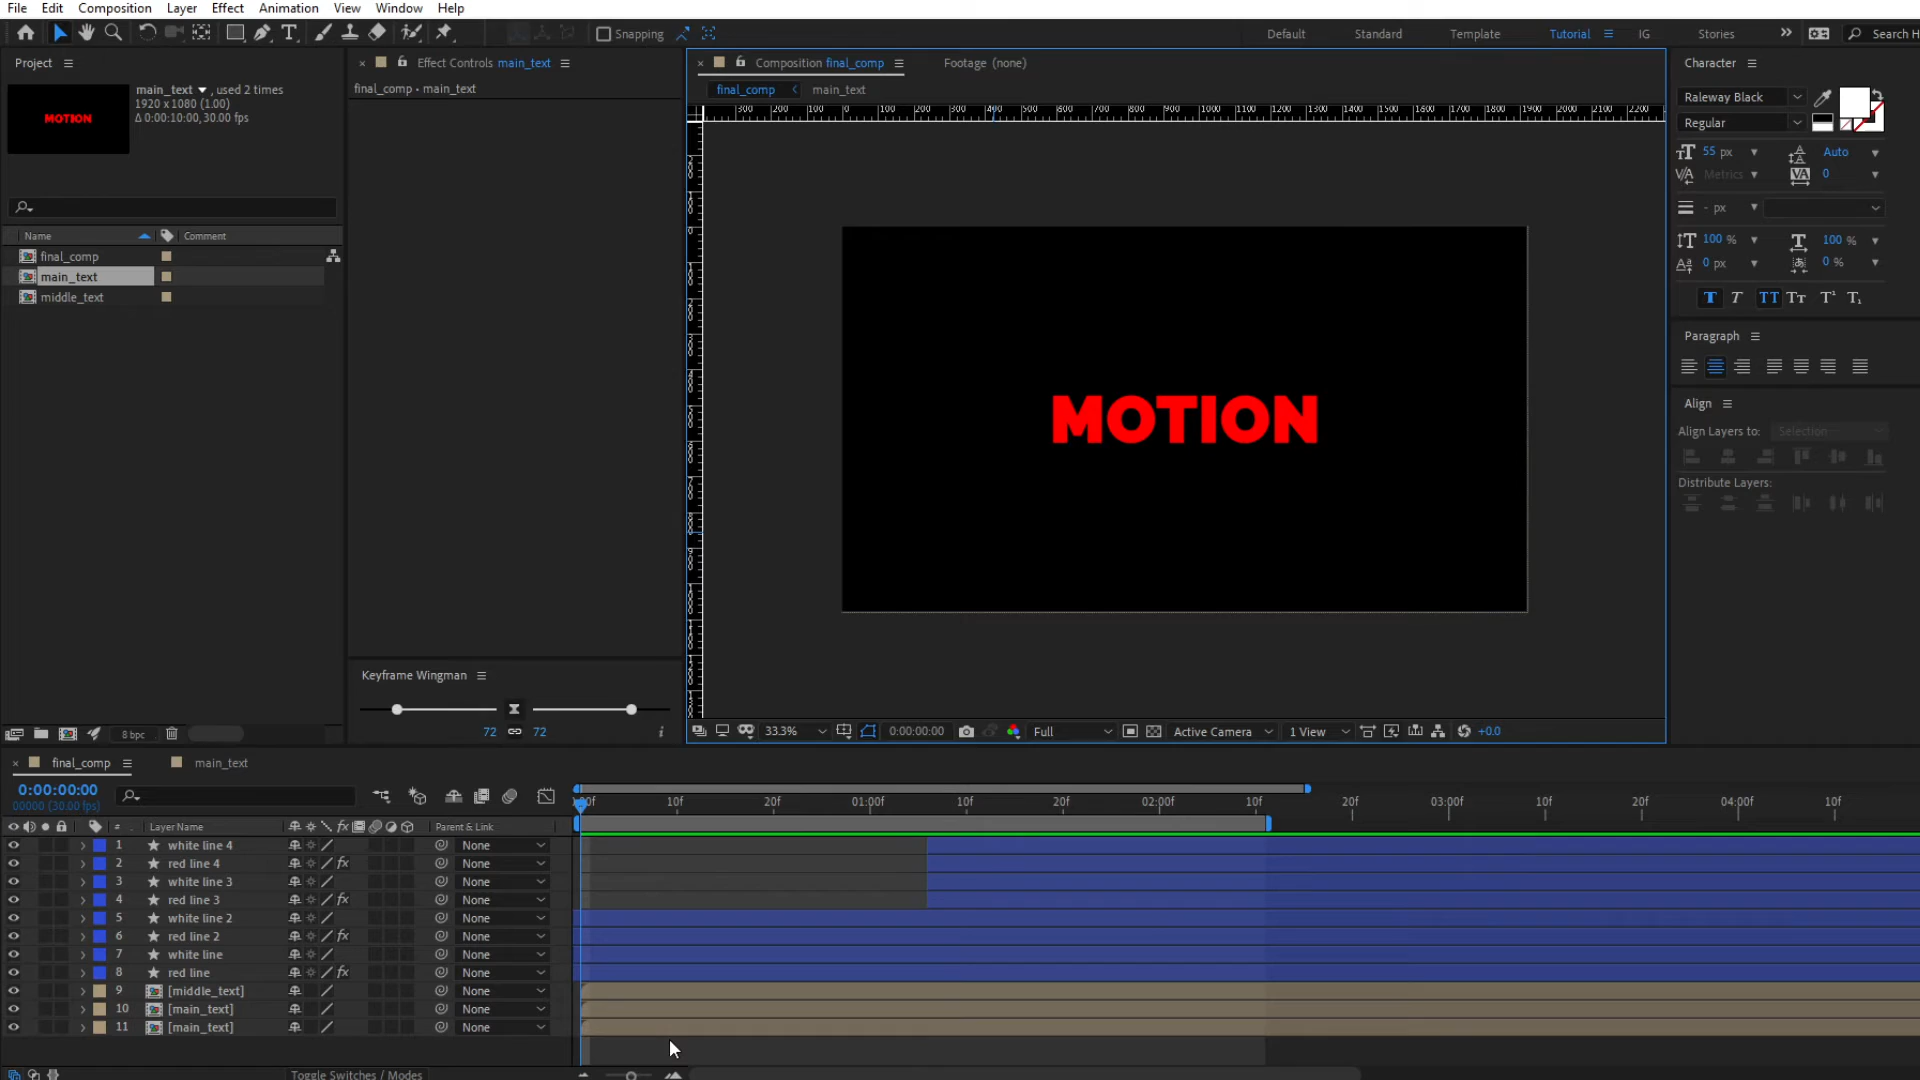 File Edit Composition Layer Effect Animation View Window Help
Snapping
Default Standard Template Tutorial IG Stories Search H
Project
Effect Controls main_text
Composition final_comp
Footage (none)
Character
main_text, used 2 times
1920 x 1080 (1.00)
Δ 0:00:10:00, 30.00 fps
MOTION
final_comp • main_text
final_comp main_text
Raleway Black
Regular
55 px Auto
Metrics 0
- px
100 % 100 %
0 px 0 %
T T TT Tт T¹ T₁
Paragraph
Align
Align Layers to: Selection
Distribute Layers:
Name Comment
final_comp
main_text
middle_text
MOTION
Keyframe Wingman
72 72
8 bpc
33.3% 0:00:00:00 Full Active Camera 1 View +0.0
final_comp main_text
0:00:00:00
00000 (30.00 fps)
:00f 10f 20f 01:00f 10f 20f 02:00f 10f 20f 03:00f 10f 20f 04:00f 10f
# Layer Name Parent & Link
1 white line 4 None
2 red line 4 None
3 white line 3 None
4 red line 3 None
5 white line 2 None
6 red line 2 None
7 white line None
8 red line None
9 [middle_text] None
10 [main_text] None
11 [main_text] None
Toggle Switches / Modes